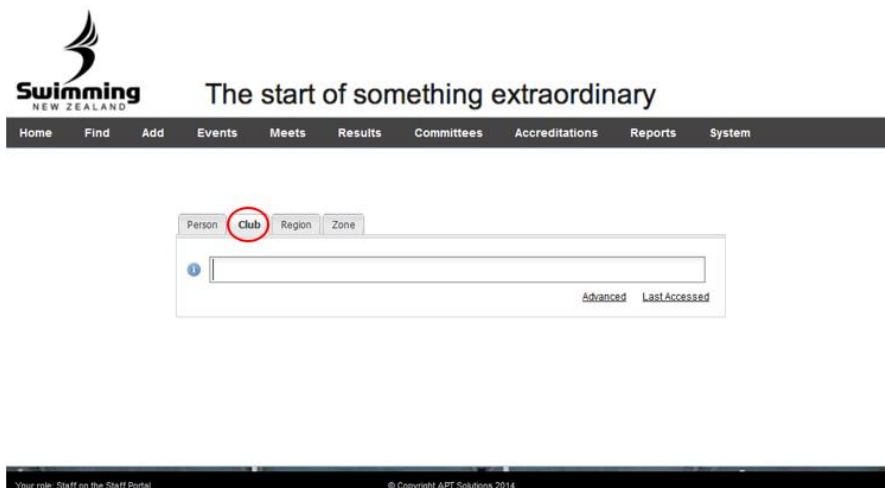 Swimming
NEW ZEALAND
The start of something extraordinary
Home Find Add Events Meets Results Committees Accreditations Reports System
Person Club Region Zone
Advanced Last Accessed
Your role: Staff on the Staff Portal © Copyright APT Solutions 2014